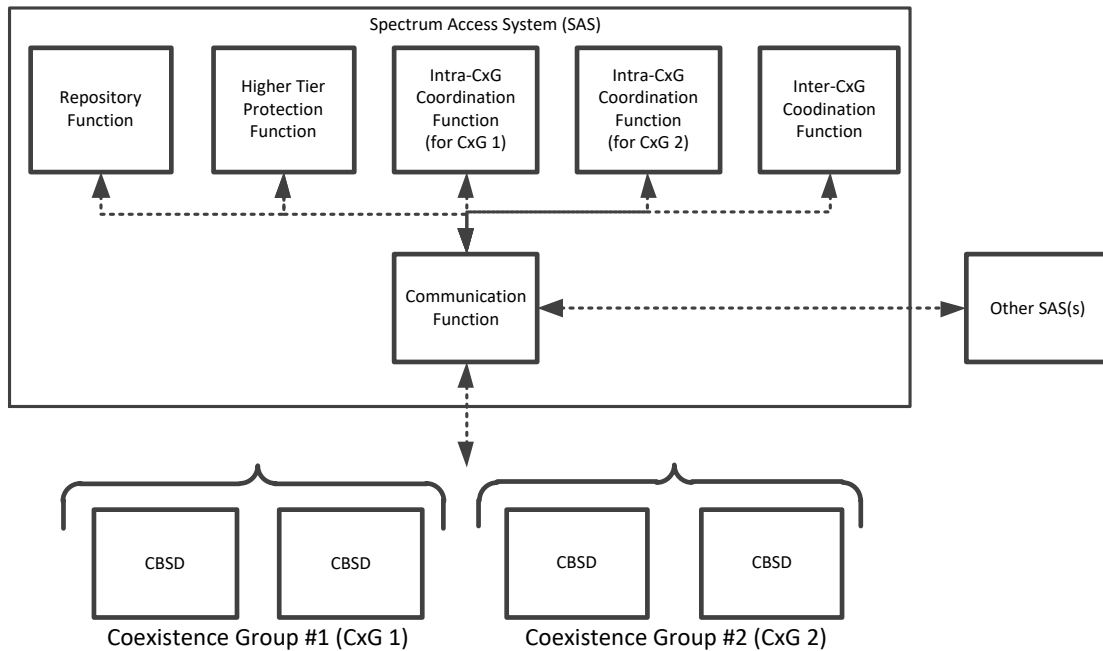 Spectrum Access System (SAS)
Repository
Function
Higher Tier
Protection
Function
Intra-CxG
Coordination
Function
(for CxG 1)
Intra-CxG
Coordination
Function
(for CxG 2)
Inter-CxG
Coodination
Function
Communication
Function
Other SAS(s)
CBSD
CBSD
CBSD
CBSD
Coexistence Group #1 (CxG 1)
Coexistence Group #2 (CxG 2)